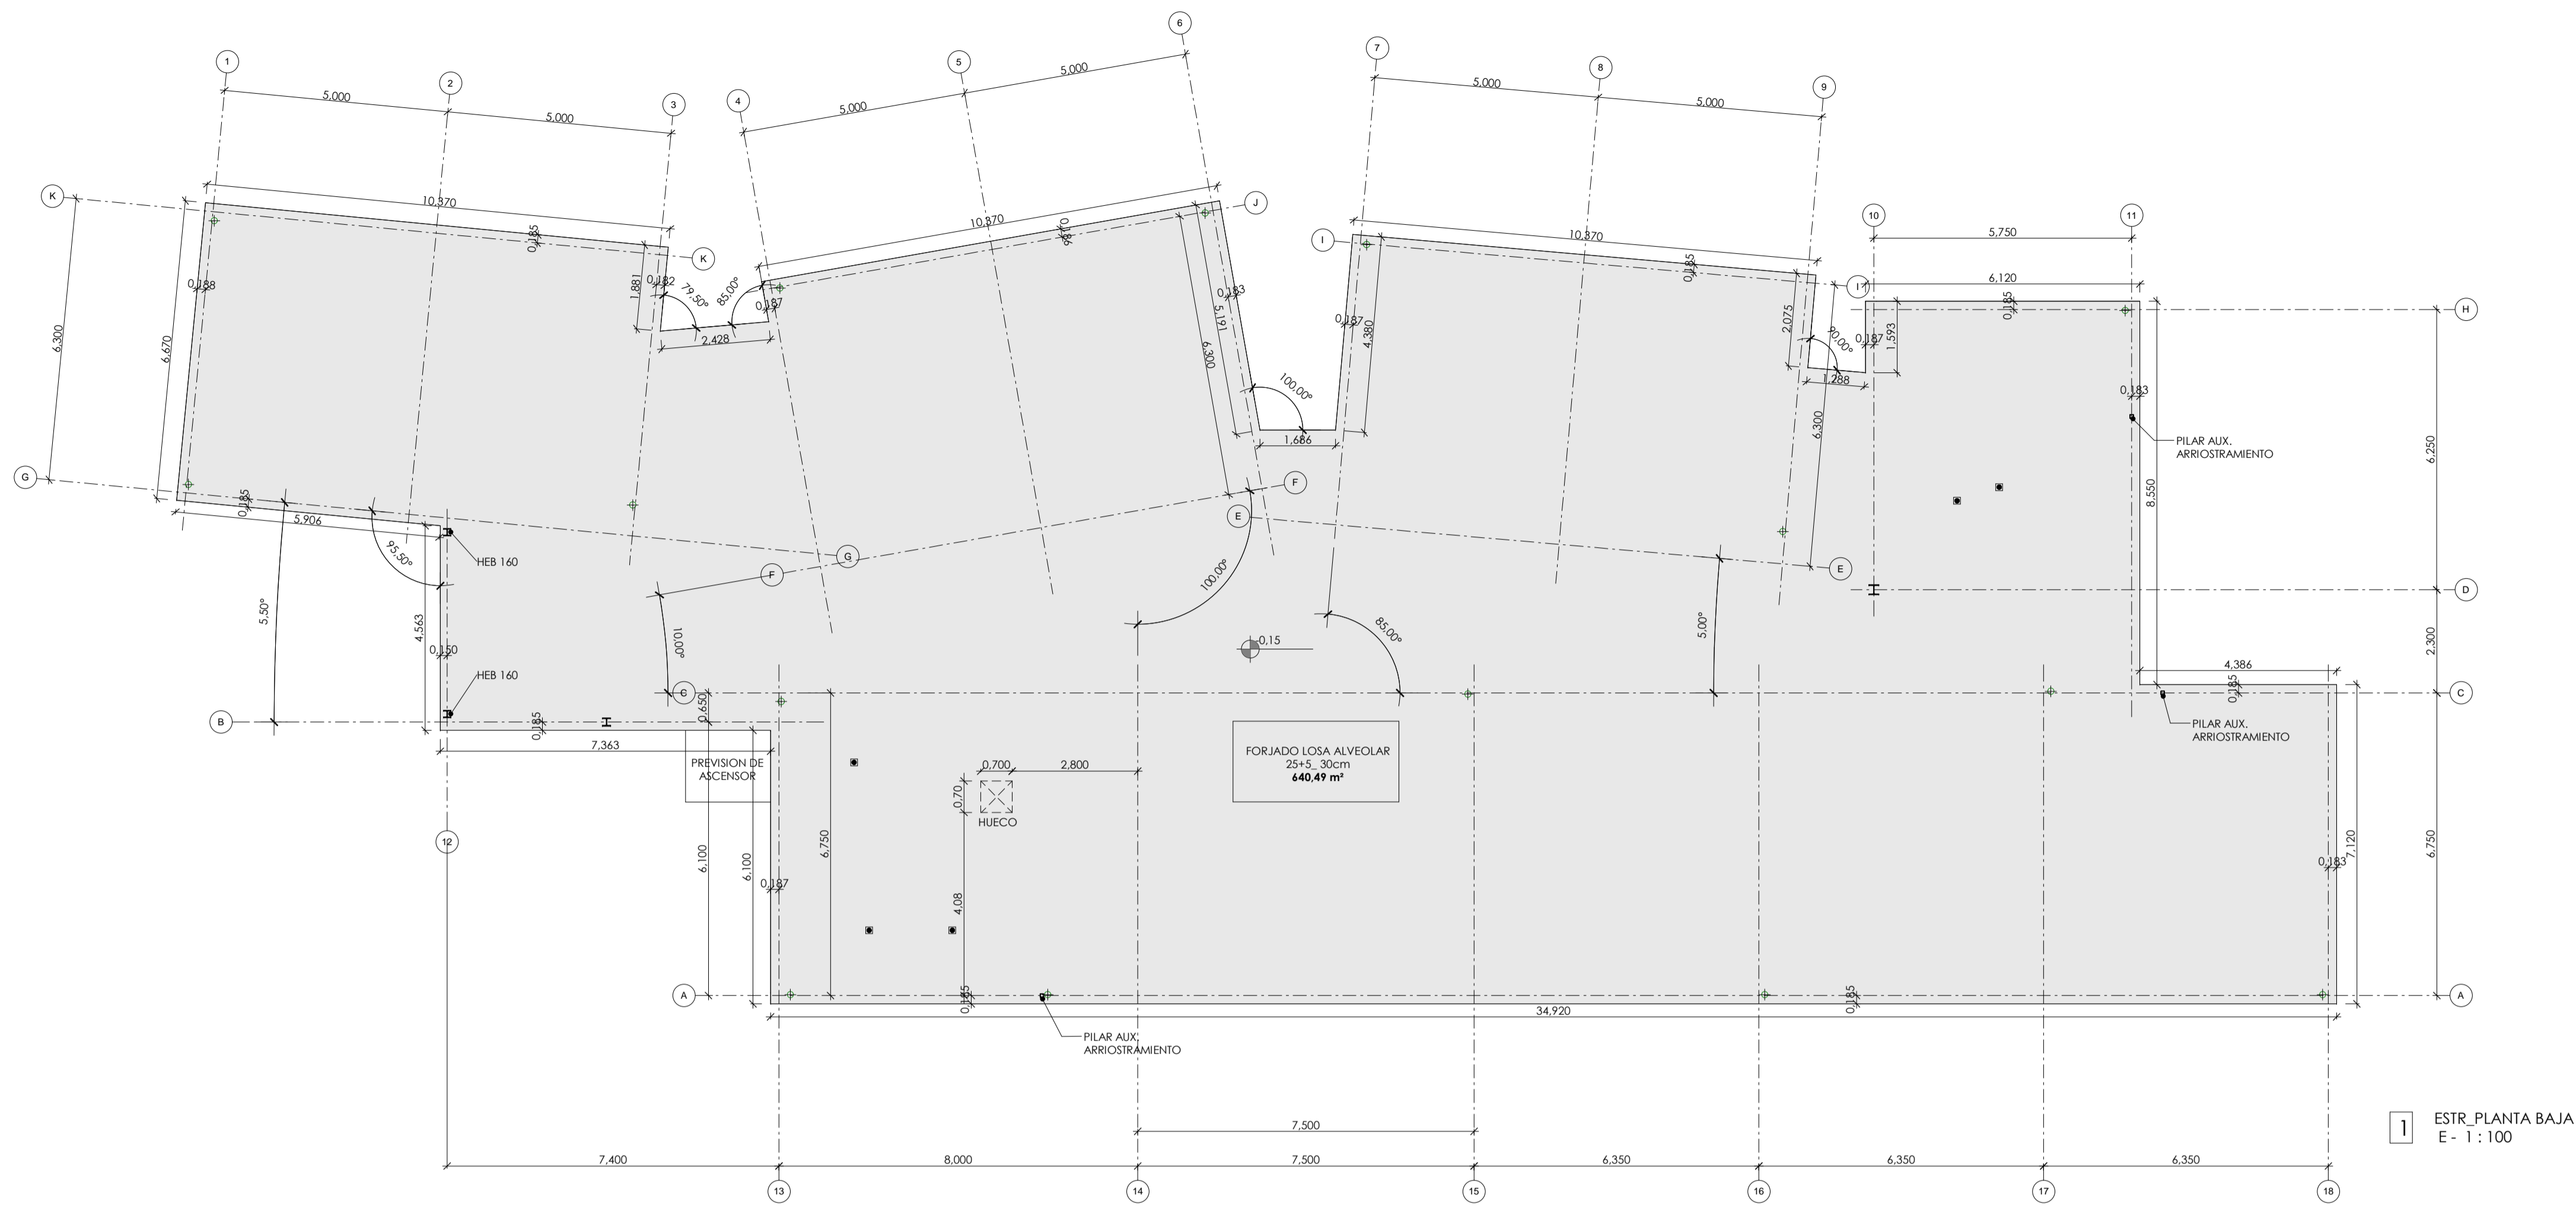 1
2
3
4
5
6
7
8
9
10
11
5,000
5,000
5,000
5,000
5,000
5,000
5,750
K
10,370
0,185
K
0,188
1,881
0,182
79,50°
85,00°
0,187
2,428
6,300
6,670
G
0,185
5,906
95,50°
5,50°
HEB 160
4,563
0,150
HEB 160
B
0,185
7,363
10,370
0,186
J
0,183
5,191
6,300
100,00°
1,686
F
F
G
E
10,00°
100,00°
I
10,370
0,185
I
0,187
4,380
2,075
90,00°
1,288
6,300
E
5,00°
85,00°
-0,15
6,120
0,185
H
0,187
1,593
0,183
PILAR AUX.
ARRIOSTRAMIENTO
8,550
6,250
D
2,300
4,386
0,185
C
PILAR AUX.
ARRIOSTRAMIENTO
C
0,650
PREVISION DE
ASCENSOR
0,700
2,800
0,70
HUECO
4,08
6,100
6,100
6,750
0,187
FORJADO LOSA ALVEOLAR
25+5_ 30cm
640,49 m²
0,183
7,120
6,750
12
A
0,185
0,185
A
34,920
PILAR AUX.
ARRIOSTRAMIENTO
7,500
7,400
8,000
7,500
6,350
6,350
6,350
13
14
15
16
17
18
1
ESTR_PLANTA BAJA
E - 1 : 100